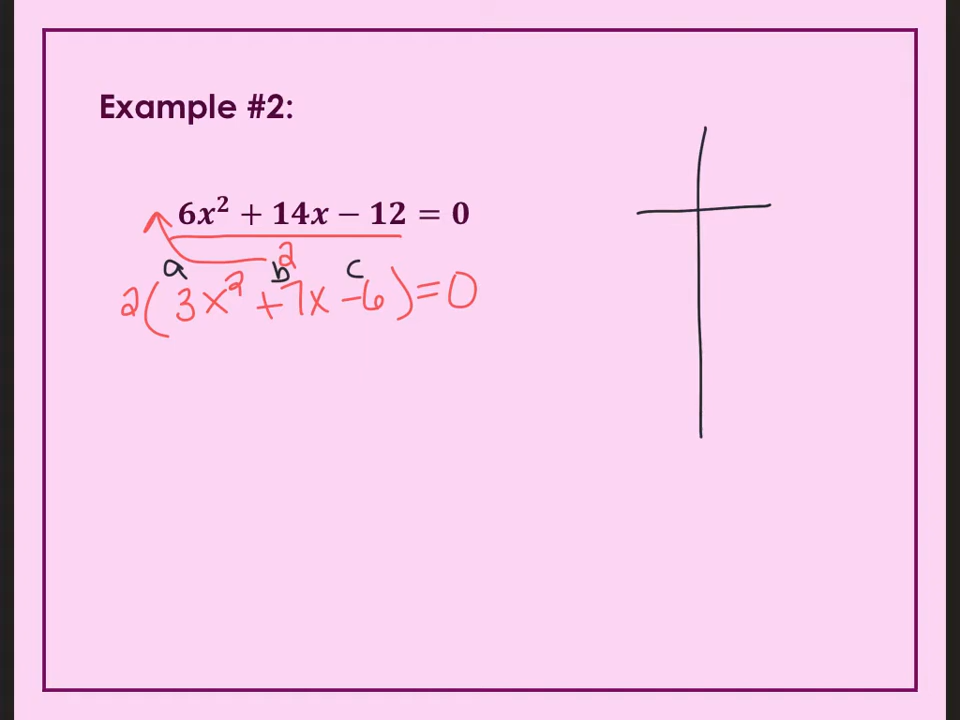 Example #2:
6x² + 14x − 12 = 0
2
a b c
2(3x² +7x −6)=0